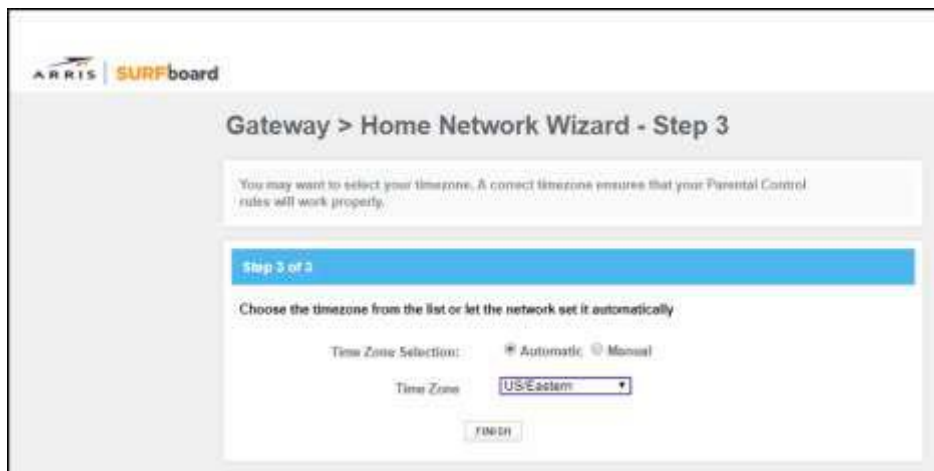 ARRIS SURFboard
Gateway > Home Network Wizard - Step 3
You may want to select your timezone. A correct timezone ensures that your Parental Control
rules will work properly.
Step 3 of 3
Choose the timezone from the list or let the network set it automatically
Time Zone Selection: Automatic Manual
Time Zone US/Eastern
FINISH